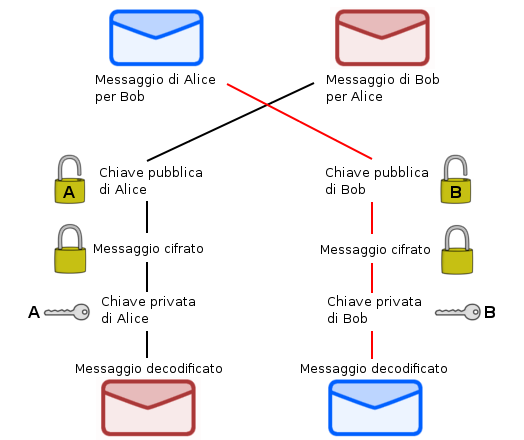 Messaggio di Alice
per Bob
Messaggio di Bob
per Alice
A
Chiave pubblica
di Alice
Chiave pubblica
di Bob
B
Messaggio cifrato
Messaggio cifrato
A
Chiave privata
di Alice
Chiave privata
di Bob
B
Messaggio decodificato
Messaggio decodificato